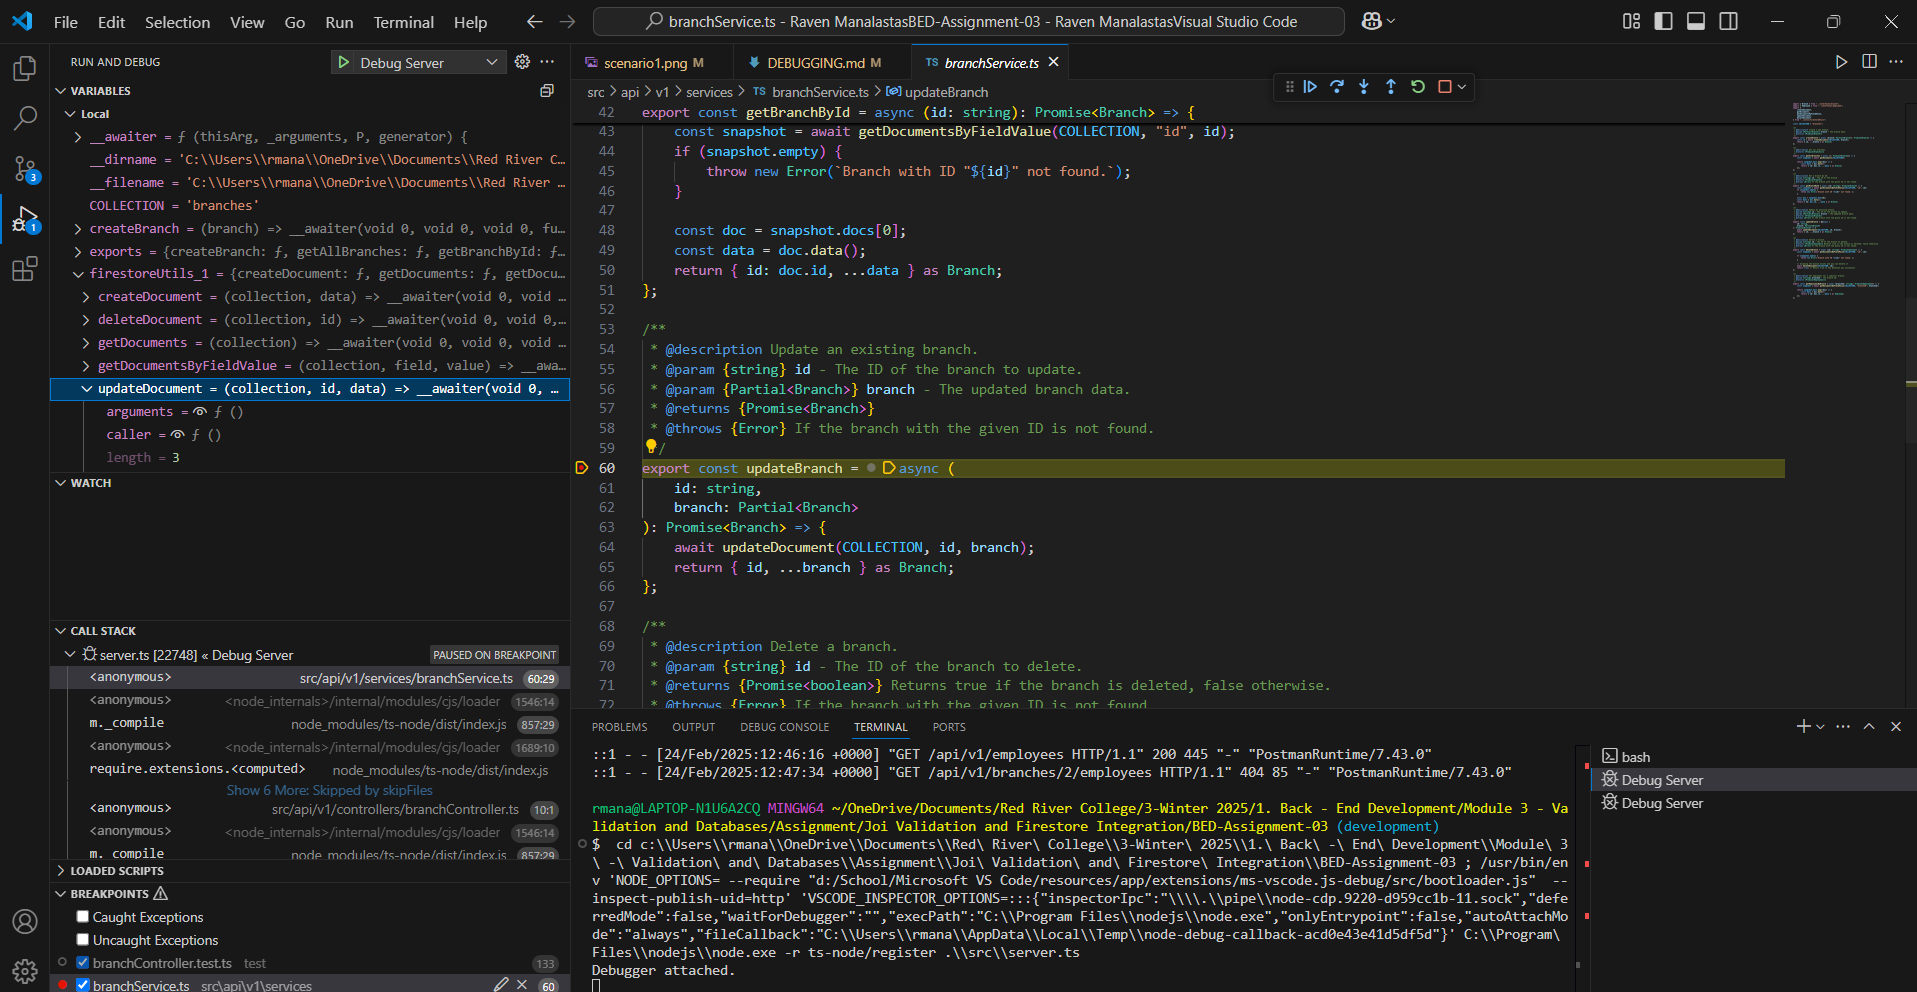 File Edit Selection View Go Run Terminal Help
branchService.ts - Raven ManalastasBED-Assignment-03 - Raven ManalastasVisual Studio Code
RUN AND DEBUG
Debug Server
VARIABLES
Local
__awaiter = ƒ (thisArg, _arguments, P, generator) {
__dirname = 'C:\\Users\\rmana\\OneDrive\\Documents\\Red River C…
__filename = 'C:\\Users\\rmana\\OneDrive\\Documents\\Red River …
COLLECTION = 'branches'
createBranch = (branch) => __awaiter(void 0, void 0, void 0, fu…
exports = {createBranch: ƒ, getAllBranches: ƒ, getBranchById: ƒ…
firestoreUtils_1 = {createDocument: ƒ, getDocuments: ƒ, getDocu…
createDocument = (collection, data) => __awaiter(void 0, void …
deleteDocument = (collection, id) => __awaiter(void 0, void 0,…
getDocuments = (collection) => __awaiter(void 0, void 0, void …
getDocumentsByFieldValue = (collection, field, value) => __awa…
updateDocument = (collection, id, data) => __awaiter(void 0, …
arguments = ƒ ()
caller = ƒ ()
length = 3
WATCH
CALL STACK
server.ts [22748] « Debug Server PAUSED ON BREAKPOINT
<anonymous> src/api/v1/services/branchService.ts 60:29
<anonymous> <node_internals>/internal/modules/cjs/loader 1546:14
m._compile node_modules/ts-node/dist/index.js 857:29
<anonymous> <node_internals>/internal/modules/cjs/loader 1689:10
require.extensions.<computed> node_modules/ts-node/dist/index.js
Show 6 More: Skipped by skipFiles
<anonymous> src/api/v1/controllers/branchController.ts 10:1
<anonymous> <node_internals>/internal/modules/cjs/loader 1546:14
m._compile node_modules/ts-node/dist/index.js 857:29
LOADED SCRIPTS
BREAKPOINTS
Caught Exceptions
Uncaught Exceptions
branchController.test.ts test 133
branchService.ts src\api\v1\services 60
3
1
scenario1.png M
DEBUGGING.md M
TS branchService.ts
src > api > v1 > services > TS branchService.ts > updateBranch
42 export const getBranchById = async (id: string): Promise<Branch> => {
43 const snapshot = await getDocumentsByFieldValue(COLLECTION, "id", id);
44 if (snapshot.empty) {
45 throw new Error(`Branch with ID "${id}" not found.`);
46 }
47
48 const doc = snapshot.docs[0];
49 const data = doc.data();
50 return { id: doc.id, ...data } as Branch;
51 };
52
53 /**
54 * @description Update an existing branch.
55 * @param {string} id - The ID of the branch to update.
56 * @param {Partial<Branch>} branch - The updated branch data.
57 * @returns {Promise<Branch>}
58 * @throws {Error} If the branch with the given ID is not found.
59 /
60 export const updateBranch = async (
61 id: string,
62 branch: Partial<Branch>
63 ): Promise<Branch> => {
64 await updateDocument(COLLECTION, id, branch);
65 return { id, ...branch } as Branch;
66 };
67
68 /**
69 * @description Delete a branch.
70 * @param {string} id - The ID of the branch to delete.
71 * @returns {Promise<boolean>} Returns true if the branch is deleted, false otherwise.
72 * @throws {Error} If the branch with the given ID is not found
PROBLEMS OUTPUT DEBUG CONSOLE TERMINAL PORTS
::1 - - [24/Feb/2025:12:46:16 +0000] "GET /api/v1/employees HTTP/1.1" 200 445 "-" "PostmanRuntime/7.43.0"
::1 - - [24/Feb/2025:12:47:34 +0000] "GET /api/v1/branches/2/employees HTTP/1.1" 404 85 "-" "PostmanRuntime/7.43.0"
rmana@LAPTOP-N1U6A2CQ MINGW64 ~/OneDrive/Documents/Red River College/3-Winter 2025/1. Back - End Development/Module 3 - Va
lidation and Databases/Assignment/Joi Validation and Firestore Integration/BED-Assignment-03 (development)
$ cd c:\\Users\\rmana\\OneDrive\\Documents\\Red\ River\ College\\3-Winter\ 2025\\1.\ Back\ -\ End\ Development\\Module\ 3
\ -\ Validation\ and\ Databases\\Assignment\\Joi\ Validation\ and\ Firestore\ Integration\\BED-Assignment-03 ; /usr/bin/en
v 'NODE_OPTIONS= --require "d:/School/Microsoft VS Code/resources/app/extensions/ms-vscode.js-debug/src/bootloader.js"  --
inspect-publish-uid=http' 'VSCODE_INSPECTOR_OPTIONS=:::{"inspectorIpc":"\\\\.\\pipe\\node-cdp.9220-d959cc1b-11.sock","defe
rredMode":false,"waitForDebugger":"","execPath":"C:\\Program Files\\nodejs\\node.exe","onlyEntrypoint":false,"autoAttachMo
de":"always","fileCallback":"C:\\Users\\rmana\\AppData\\Local\\Temp\\node-debug-callback-acd0e43e41d5df5d"}' C:\\Program\
Files\\nodejs\\node.exe -r ts-node/register .\\src\\server.ts
Debugger attached.
bash
Debug Server
Debug Server